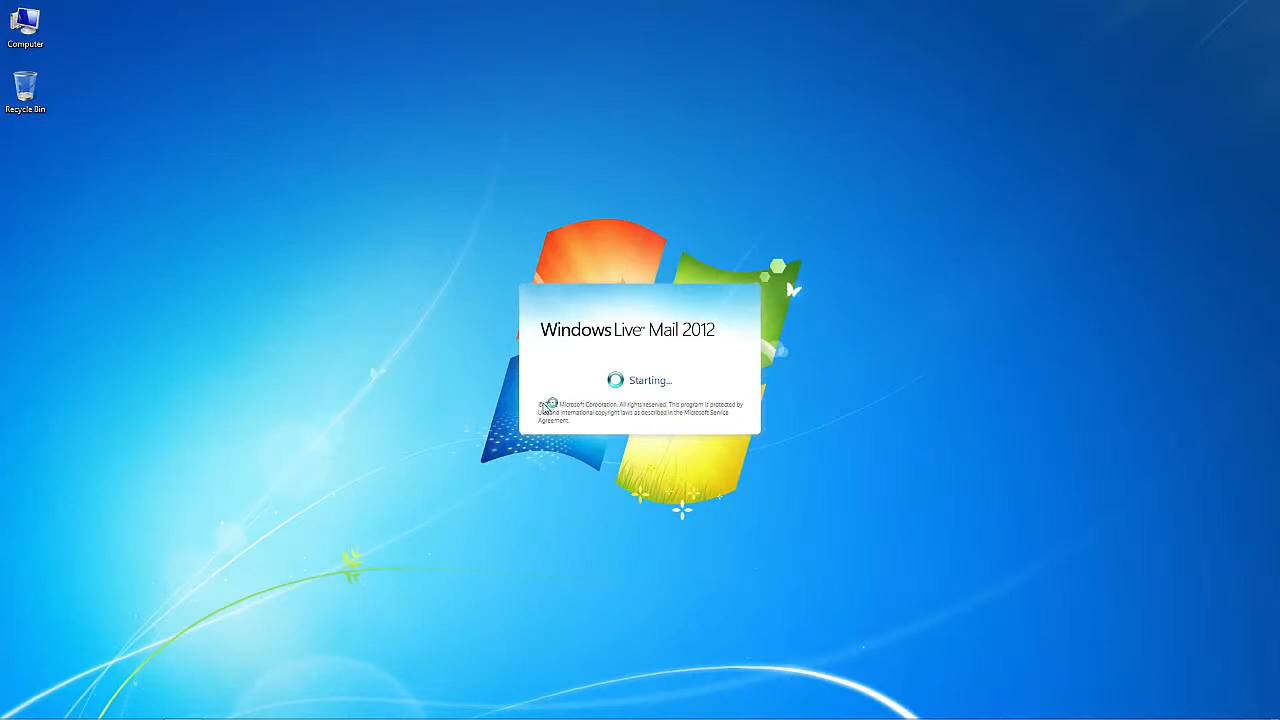 Computer
Recycle Bin
Windows Live™ Mail 2012
Starting...
Microsoft Corporation. All rights reserved. This program is protected by
and international copyright laws as described in the Microsoft Service
Agreement.